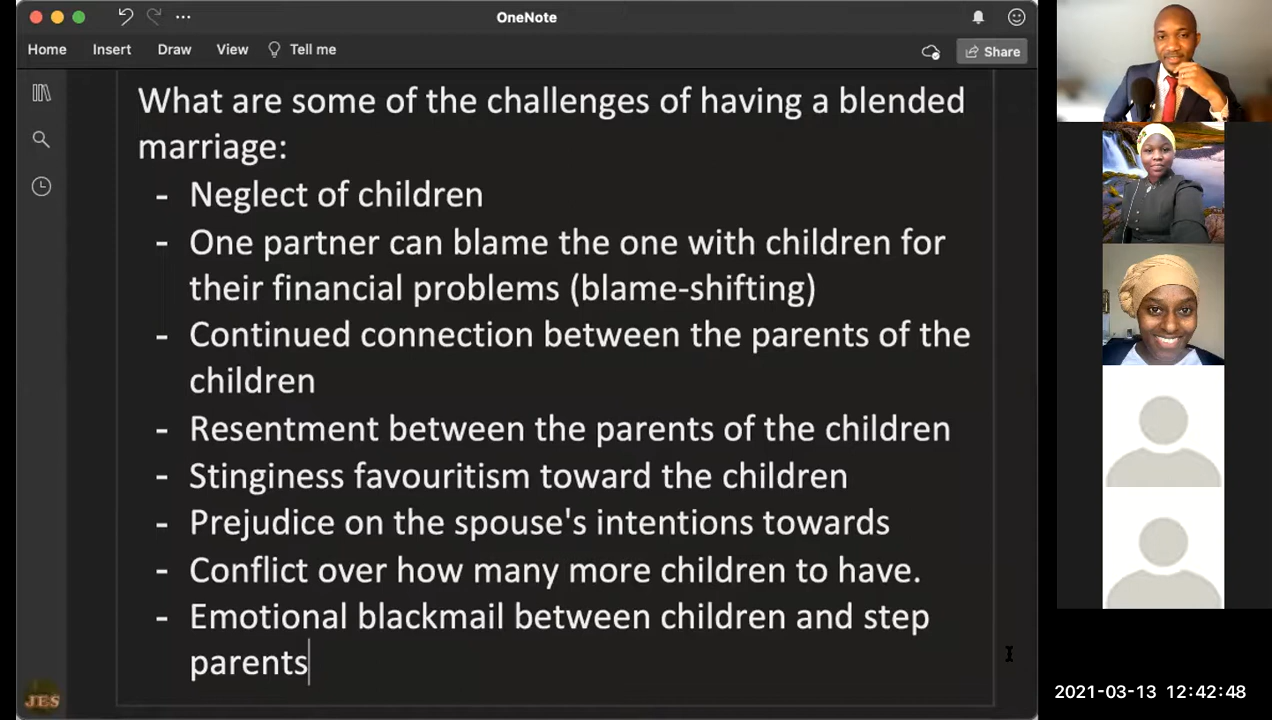 OneNote
Home Insert Draw View Tell me Share
What are some of the challenges of having a blended
marriage:
- Neglect of children
- One partner can blame the one with children for
their financial problems (blame-shifting)
- Continued connection between the parents of the
children
- Resentment between the parents of the children
- Stinginess favouritism toward the children
- Prejudice on the spouse's intentions towards
- Conflict over how many more children to have.
- Emotional blackmail between children and step
parents
JES
2021-03-13 12:42:48